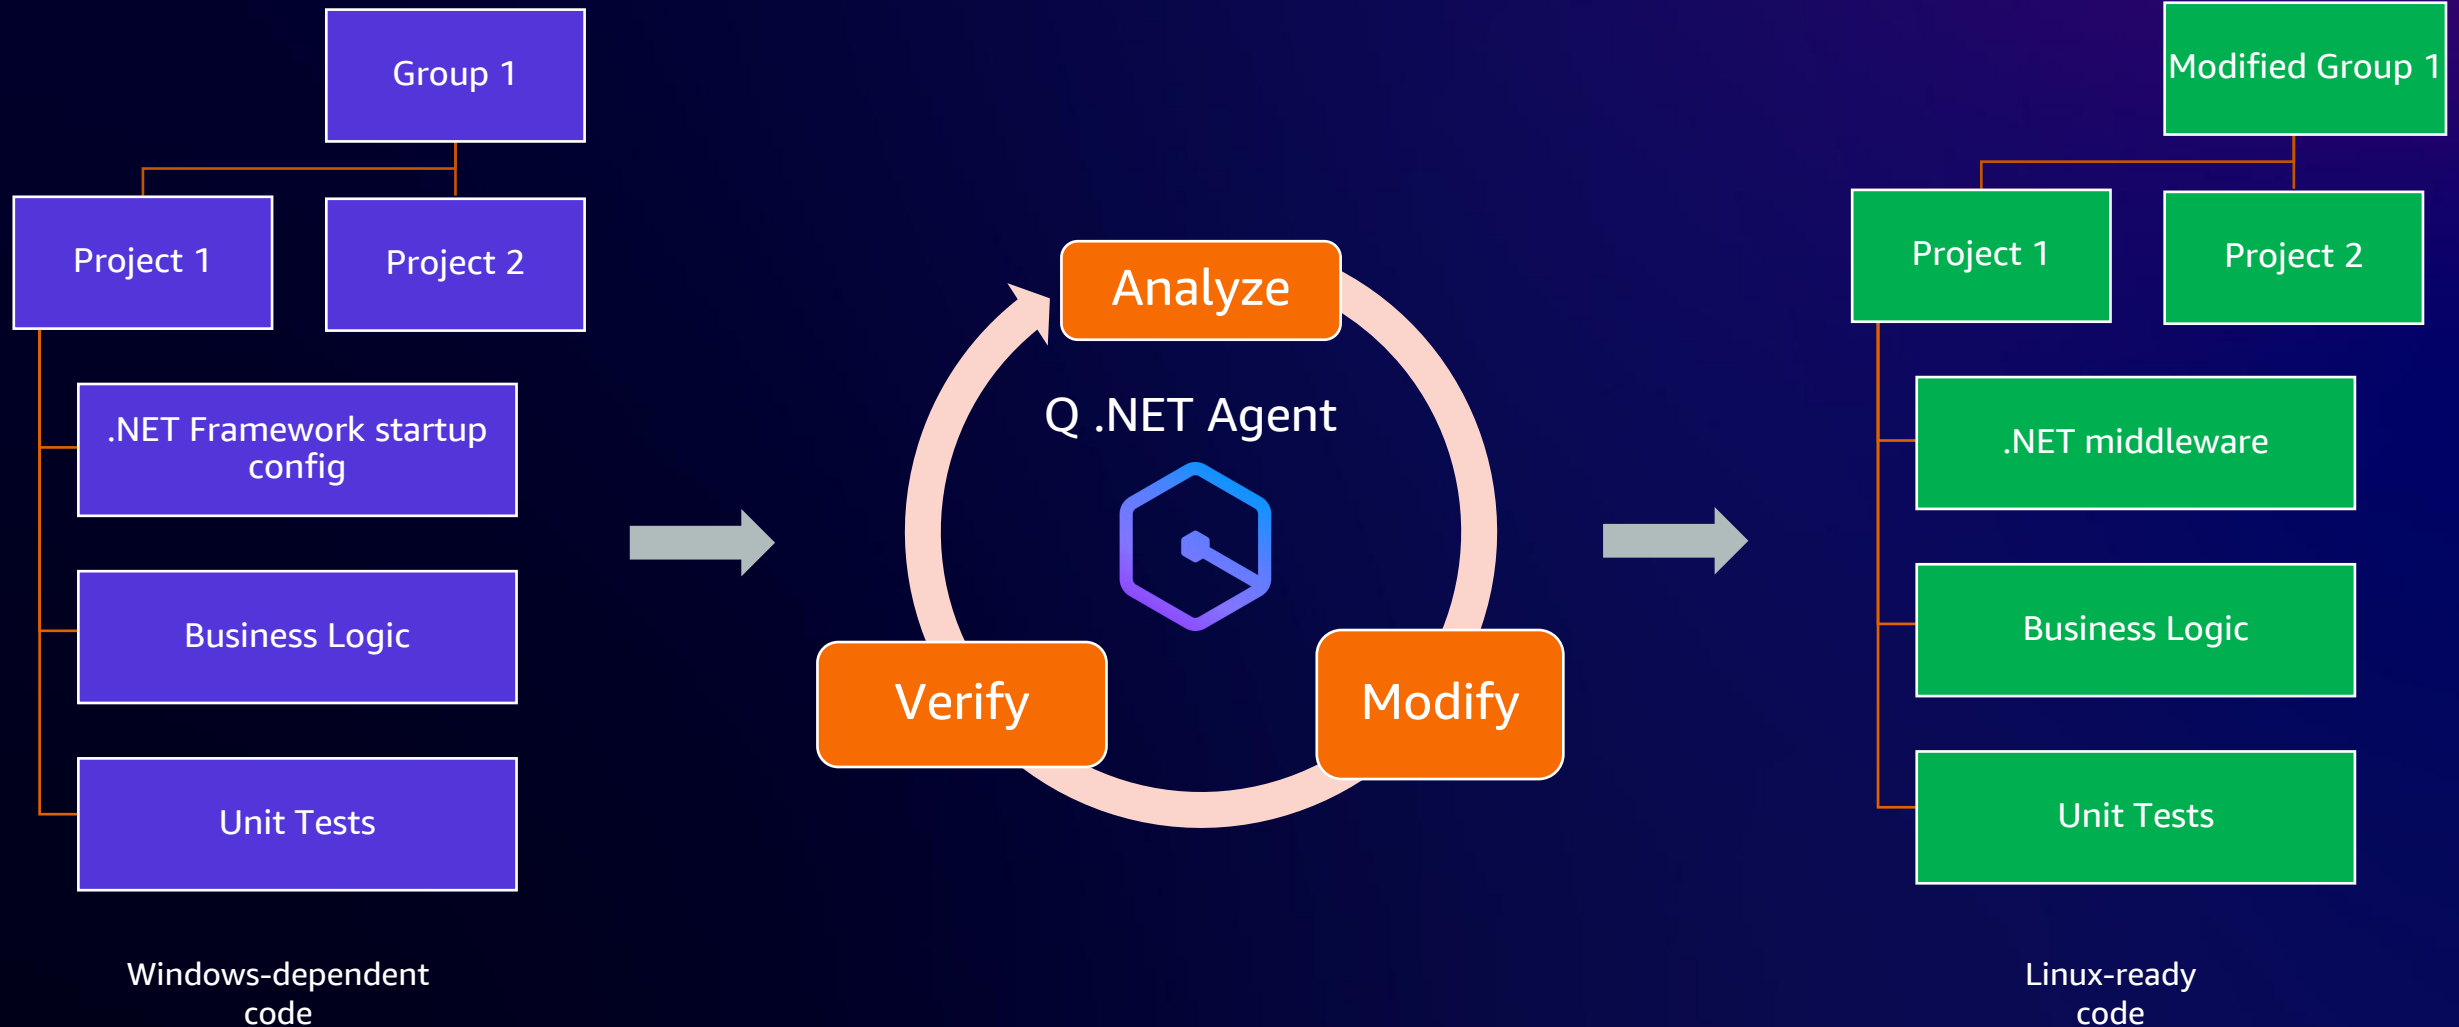 Group 1
Project 1
Project 2
.NET Framework startup
config
Business Logic
Unit Tests
Windows-dependent
code
Analyze
Q .NET Agent
Verify
Modify
Modified Group 1
Project 1
Project 2
.NET middleware
Business Logic
Unit Tests
Linux-ready
code